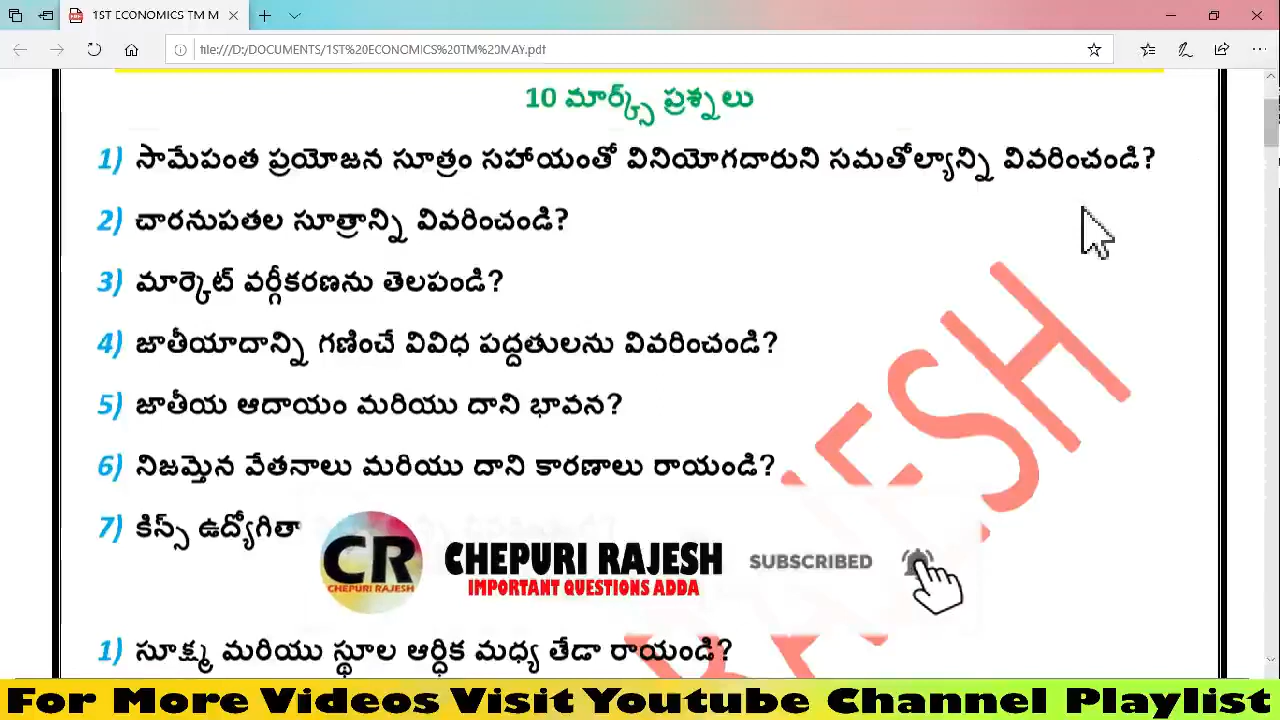 1ST ECONOMICS TM M
file:///D:/DOCUMENTS/1ST%20ECONOMICS%20TM%20MAY.pdf
10 మార్క్స్ ప్రశ్నలు
1) సామేపంత ప్రయోజన సూత్రం సహాయంతో వినియోగదారుని సమతోల్యాన్ని వివరించండి?
2) చారనుపతల సూత్రాన్ని వివరించండి?
3) మార్కెట్ వర్గీకరణను తెలపండి?
4) జాతీయాదాన్ని గణించే వివిధ పద్దతులను వివరించండి?
5) జాతీయ ఆదాయం మరియు దాని భావన?
6) నిజమ్తెన వేతనాలు మరియు దాని కారణాలు రాయండి?
7) కిన్స్ ఉద్యోగితా
CR
CHEPURI RAJESH
CHEPURI RAJESH
IMPORTANT QUESTIONS ADDA
SUBSCRIBED
1) సూక్ష్మ మరియు స్థూల ఆర్ధిక మధ్య తేడా రాయండి?
RAJESH
For More Videos Visit Youtube Channel Playlist